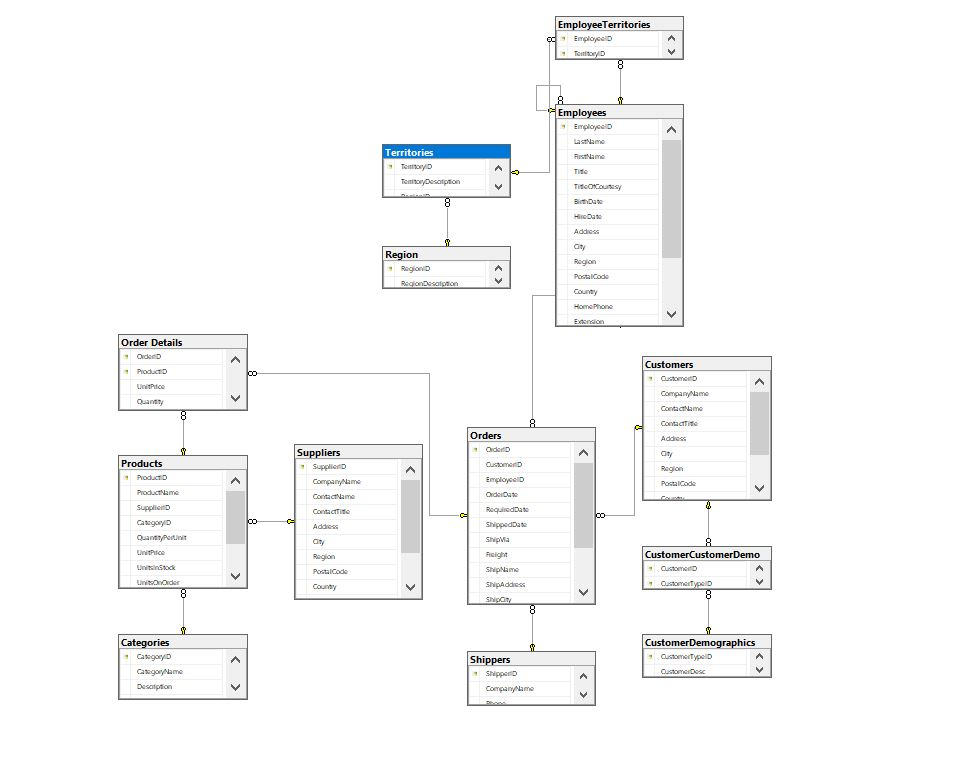 EmployeeTerritories
EmployeeID
TerritoryID
Employees
EmployeeID
LastName
FirstName
Title
TitleOfCourtesy
BirthDate
HireDate
Address
City
Region
PostalCode
Country
HomePhone
Extension
Territories
TerritoryID
TerritoryDescription
RegionID
Region
RegionID
RegionDescription
Order Details
OrderID
ProductID
UnitPrice
Quantity
Customers
CustomerID
CompanyName
ContactName
ContactTitle
Address
City
Region
PostalCode
Country
Products
ProductID
ProductName
SupplierID
CategoryID
QuantityPerUnit
UnitPrice
UnitsInStock
UnitsOnOrder
Suppliers
SupplierID
CompanyName
ContactName
ContactTitle
Address
City
Region
PostalCode
Country
Orders
OrderID
CustomerID
EmployeeID
OrderDate
RequiredDate
ShippedDate
ShipVia
Freight
ShipName
ShipAddress
ShipCity
CustomerCustomerDemo
CustomerID
CustomerTypeID
Categories
CategoryID
CategoryName
Description
Shippers
ShipperID
CompanyName
Phone
CustomerDemographics
CustomerTypeID
CustomerDesc